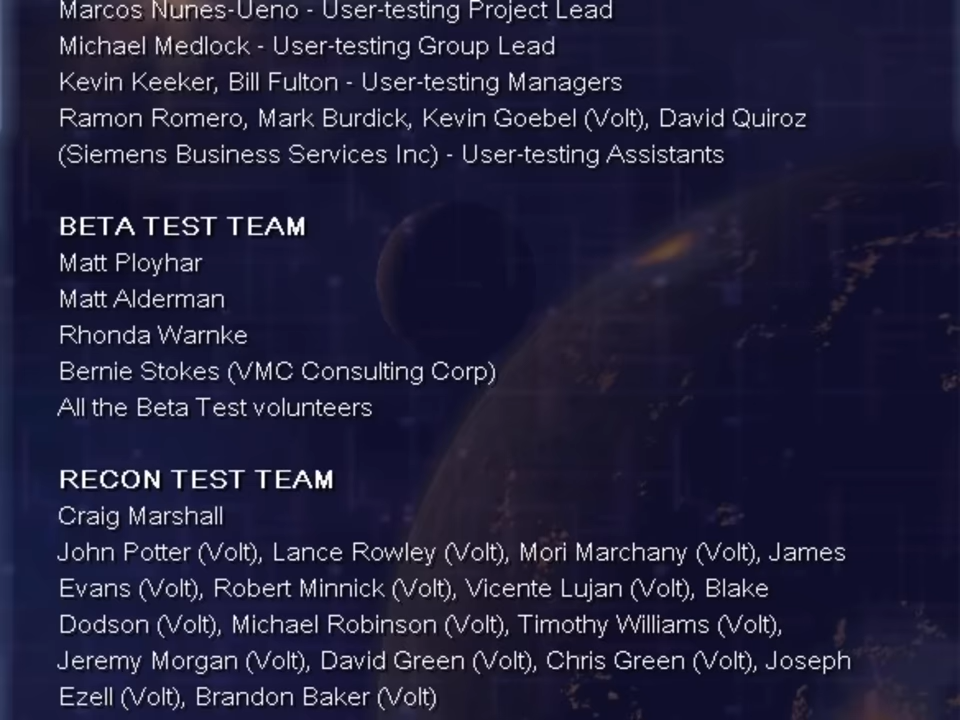 Marcos Nunes-Ueno - User-testing Project Lead
Michael Medlock - User-testing Group Lead
Kevin Keeker, Bill Fulton - User-testing Managers
Ramon Romero, Mark Burdick, Kevin Goebel (Volt), David Quiroz
(Siemens Business Services Inc) - User-testing Assistants
BETA TEST TEAM
Matt Ployhar
Matt Alderman
Rhonda Warnke
Bernie Stokes (VMC Consulting Corp)
All the Beta Test volunteers
RECON TEST TEAM
Craig Marshall
John Potter (Volt), Lance Rowley (Volt), Mori Marchany (Volt), James
Evans (Volt), Robert Minnick (Volt), Vicente Lujan (Volt), Blake
Dodson (Volt), Michael Robinson (Volt), Timothy Williams (Volt),
Jeremy Morgan (Volt), David Green (Volt), Chris Green (Volt), Joseph
Ezell (Volt), Brandon Baker (Volt)